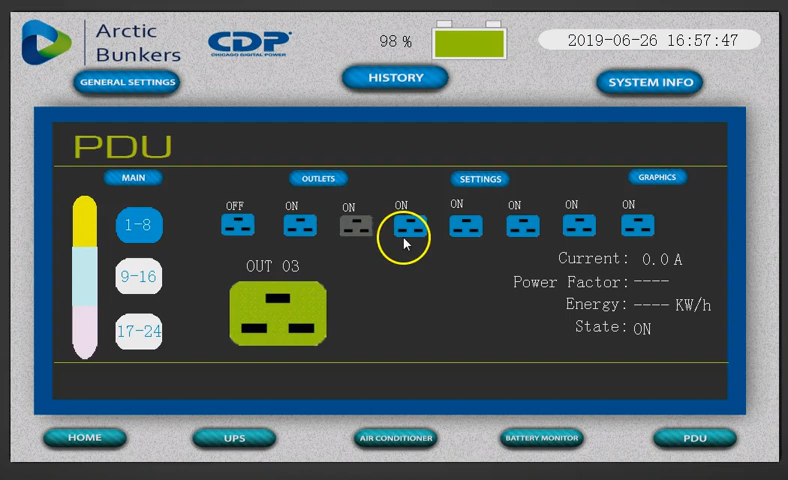 Arctic
Bunkers
CDP
CHICAGO DIGITAL POWER
98 %
2019-06-26 16:57:47
GENERAL SETTINGS
HISTORY
SYSTEM INFO
PDU
MAIN
OUTLETS
SETTINGS
GRAPHICS
OFF ON ON ON ON ON ON ON
1-8
9-16
17-24
OUT 03
Current: 0.0 A
Power Factor: ----
Energy: ---- KW/h
State: ON
HOME
UPS
AIR CONDITIONER
BATTERY MONITOR
PDU